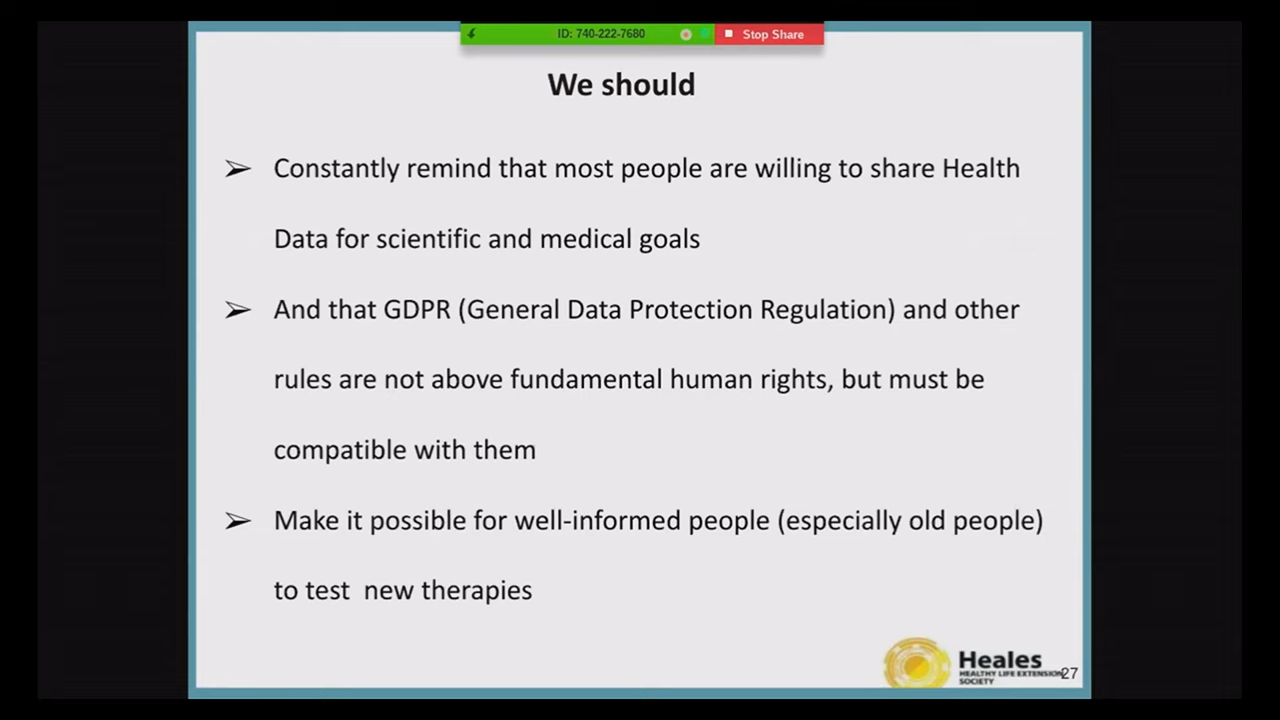 ID: 740-222-7680
Stop Share
We should
➢ Constantly remind that most people are willing to share Health
Data for scientific and medical goals
➢ And that GDPR (General Data Protection Regulation) and other
rules are not above fundamental human rights, but must be
compatible with them
➢ Make it possible for well-informed people (especially old people)
to test new therapies
Heales
HEALTHY LIFE EXTENSION
SOCIETY
27